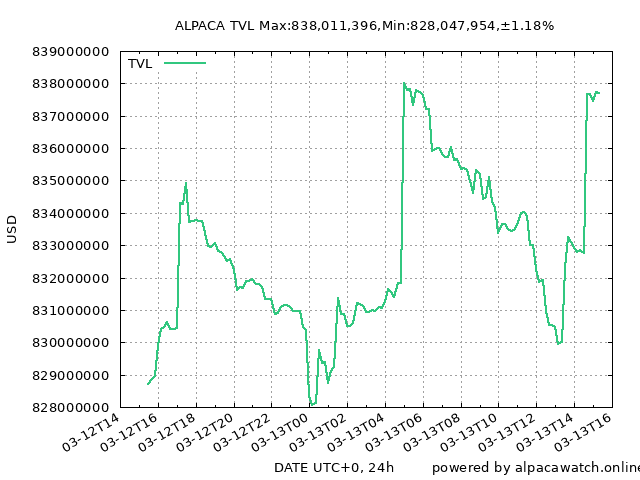 ALPACA TVL Max:838,011,396,Min:828,047,954,±1.18%
TVL
839000000
838000000
837000000
836000000
835000000
834000000
833000000
832000000
831000000
830000000
829000000
828000000
USD
03-12T14
03-12T16
03-12T18
03-12T20
03-12T22
03-13T00
03-13T02
03-13T04
03-13T06
03-13T08
03-13T10
03-13T12
03-13T14
03-13T16
DATE UTC+0, 24h
powered by alpacawatch.online